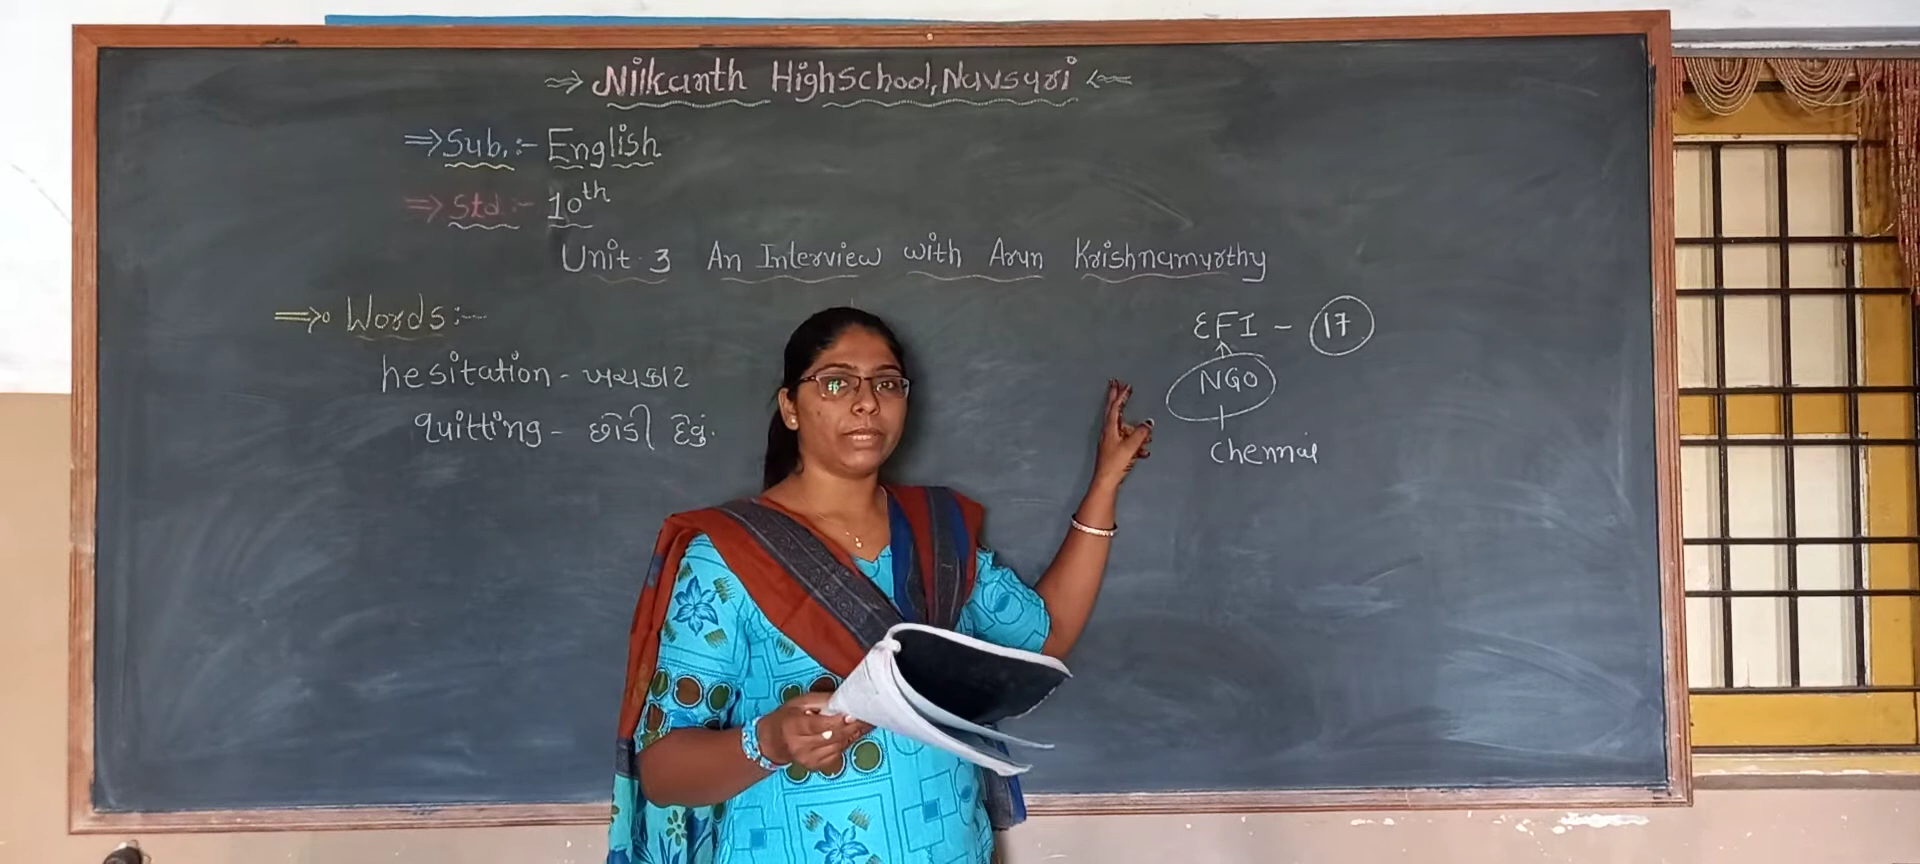 ⇒ Nilkanth HighSchool, Navsari ⇐
⇒ Sub. :- English
⇒ Std :- 10th
Unit 3 An Interview with Arun Krishnamurthy
⇒ Words :-
hesitation - ખચકાટ
quitting - છોડી દેવું.
EFI - 17
NGO
Chennai